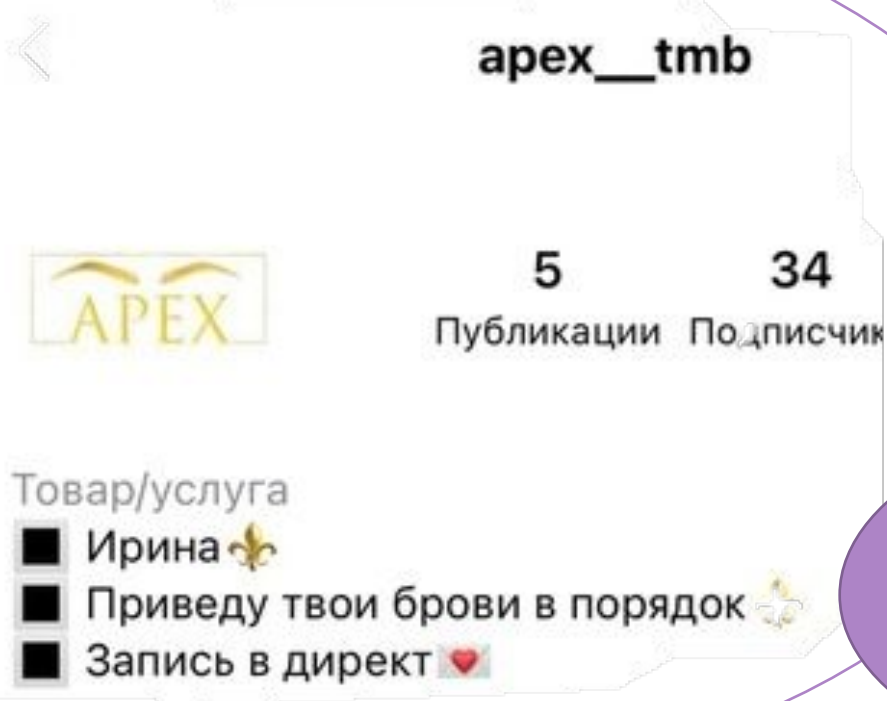 apex__tmb
APEX
5 34
Публикации Подписчик
Товар/услуга
Ирина
Приведу твои брови в порядок
Запись в директ